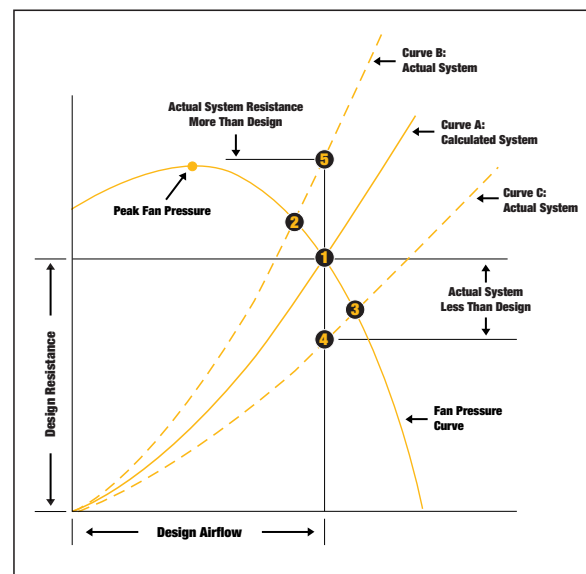 Curve B:
Actual System
Actual System Resistance
More Than Design
Curve A:
Calculated System
5
Curve C:
Actual System
Peak Fan Pressure
2
1
Actual System
Less Than Design
3
4
Design Resistance
Fan Pressure
Curve
Design Airflow